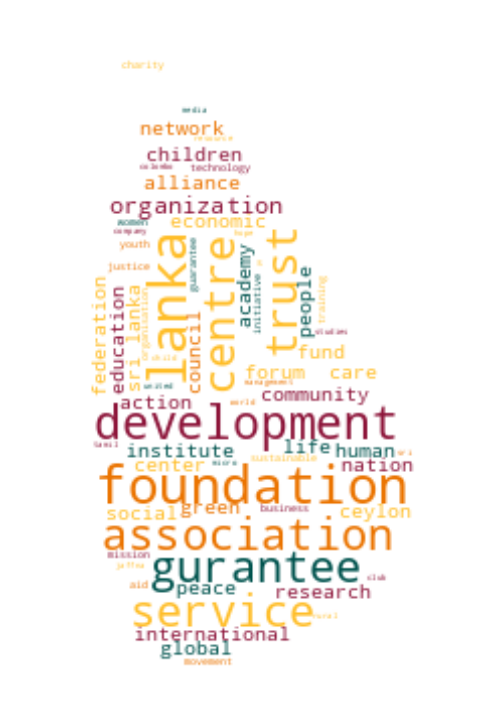 charity
media
network
resource
children
colombo technology
alliance
organization
women economic
company hope
youth
lanka
centre
trust
guarantee
academy
initiative
people
training
justice
federation
education
sri lanka
organisation
council
child
studies
fund
forum care
united management
action world community
development
tamil institute life human sri
center micro sustainable nation
foundation
social green business ceylon
association
mission
jaffna gurantee club
aid peace research
service rural
international
global
movement